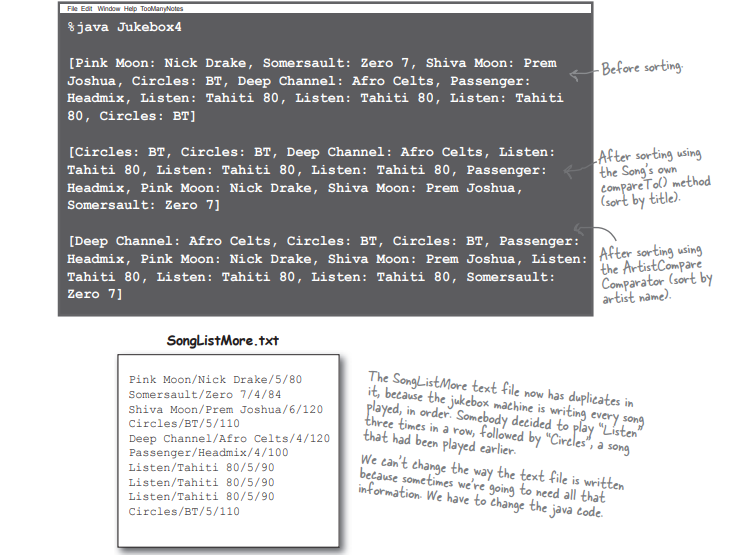 File Edit Window Help TooManyNotes
%java Jukebox4
[Pink Moon: Nick Drake, Somersault: Zero 7, Shiva Moon: Prem
Joshua, Circles: BT, Deep Channel: Afro Celts, Passenger:
Headmix, Listen: Tahiti 80, Listen: Tahiti 80, Listen: Tahiti
80, Circles: BT]
Before sorting.
[Circles: BT, Circles: BT, Deep Channel: Afro Celts, Listen:
Tahiti 80, Listen: Tahiti 80, Listen: Tahiti 80, Passenger:
Headmix, Pink Moon: Nick Drake, Shiva Moon: Prem Joshua,
Somersault: Zero 7]
After sorting using
the Song's own
compareTo() method
(sort by title).
[Deep Channel: Afro Celts, Circles: BT, Circles: BT, Passenger:
Headmix, Pink Moon: Nick Drake, Shiva Moon: Prem Joshua, Listen:
Tahiti 80, Listen: Tahiti 80, Listen: Tahiti 80, Somersault:
Zero 7]
After sorting using
the ArtistCompare
Comparator (sort by
artist name).
SongListMore.txt
Pink Moon/Nick Drake/5/80
Somersault/Zero 7/4/84
Shiva Moon/Prem Joshua/6/120
Circles/BT/5/110
Deep Channel/Afro Celts/4/120
Passenger/Headmix/4/100
Listen/Tahiti 80/5/90
Listen/Tahiti 80/5/90
Listen/Tahiti 80/5/90
Circles/BT/5/110
The SongListMore text file now has duplicates in
it, because the jukebox machine is writing every song
played, in order. Somebody decided to play "Listen"
three times in a row, followed by "Circles", a song
that had been played earlier.
We can't change the way the text file is written
because sometimes we're going to need all that
information. We have to change the java code.